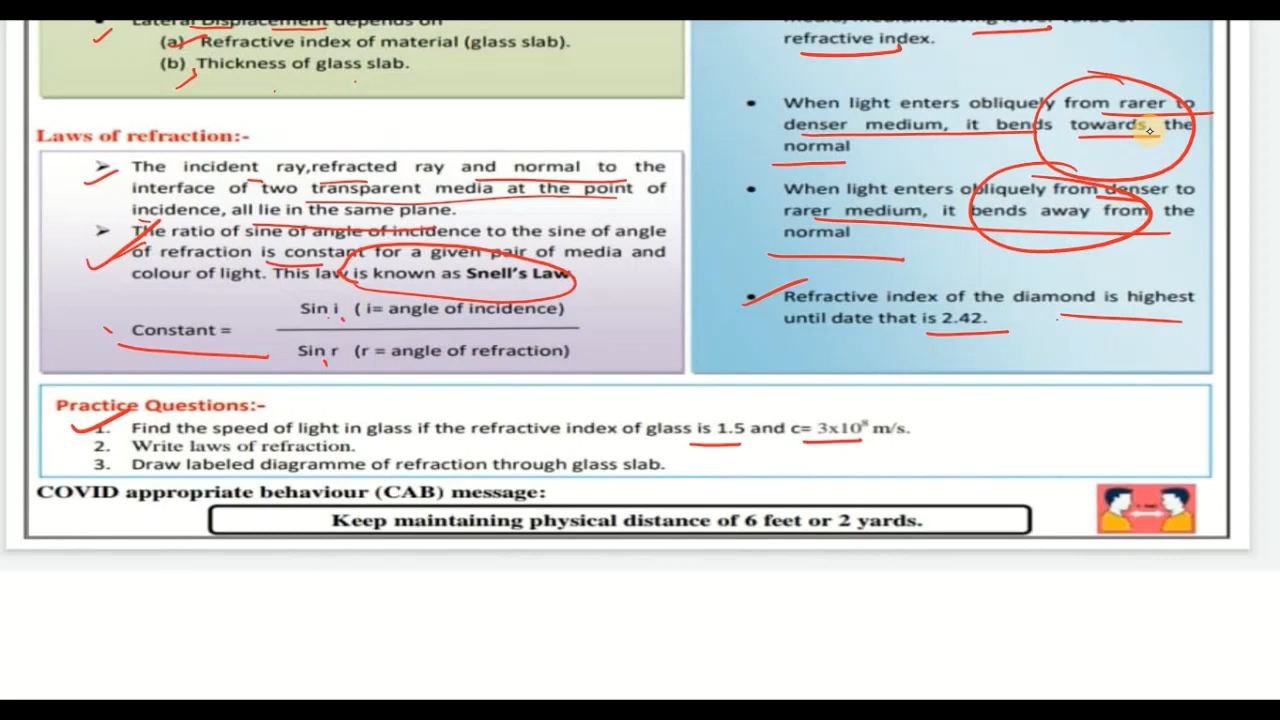 Lateral Displacement depends on
(a) Refractive index of material (glass slab).
(b) Thickness of glass slab.
Laws of refraction:-
The incident ray,refracted ray and normal to the
interface of two transparent media at the point of
incidence, all lie in the same plane.
The ratio of sine of angle of incidence to the sine of angle
of refraction is constant for a given pair of media and
colour of light. This law is known as Snell's Law
Sin i ( i= angle of incidence)
Constant =
Sin r (r = angle of refraction)
media, medium having lower value of
refractive index.
When light enters obliquely from rarer to
denser medium, it bends towards the
normal
When light enters obliquely from denser to
rarer medium, it bends away from the
normal
Refractive index of the diamond is highest
until date that is 2.42.
Practice Questions:-
1. Find the speed of light in glass if the refractive index of glass is 1.5 and c= 3x10⁸ m/s.
2. Write laws of refraction.
3. Draw labeled diagramme of refraction through glass slab.
COVID appropriate behaviour (CAB) message:
Keep maintaining physical distance of 6 feet or 2 yards.